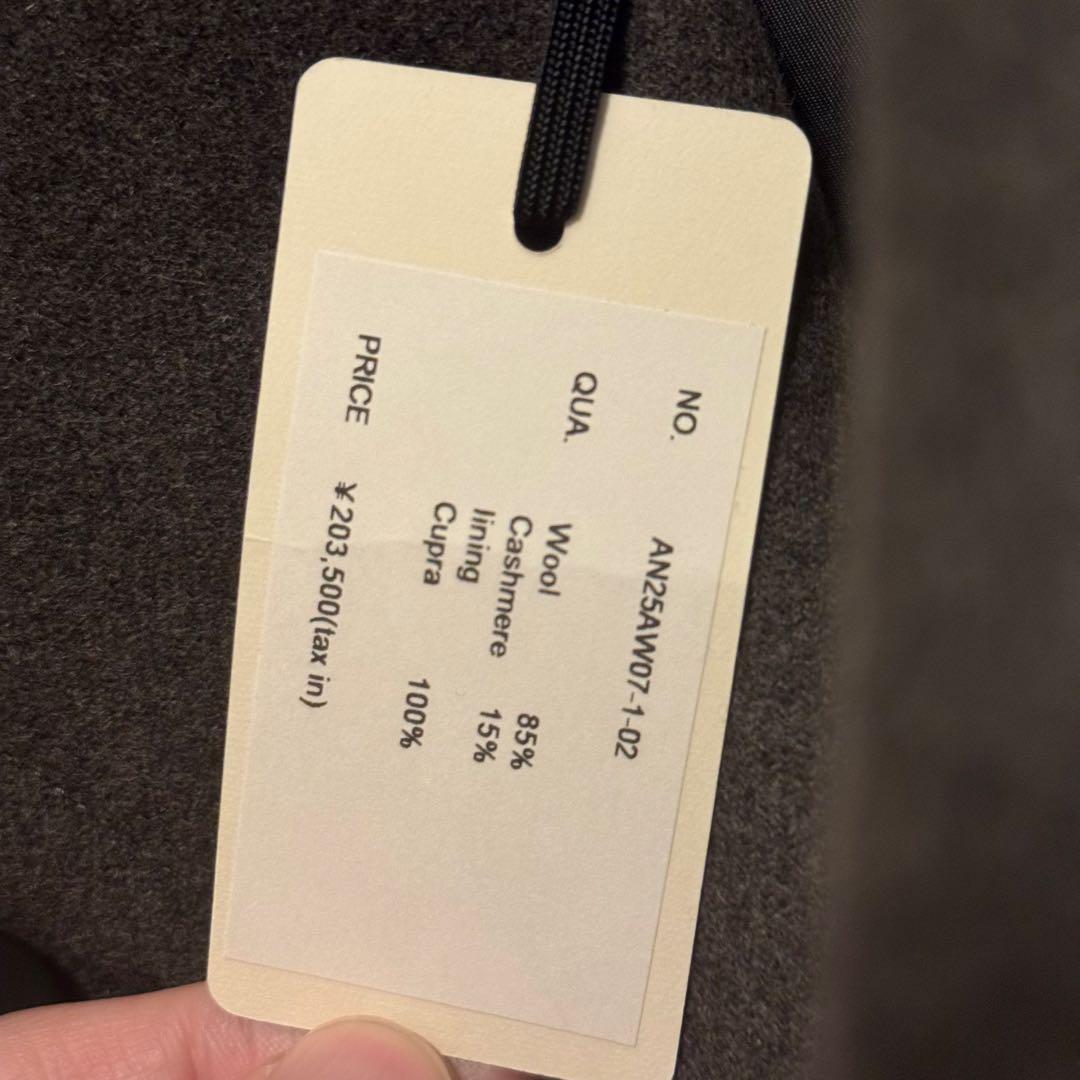 NO. AN25AW07-1-02
QUA.
Wool 85%
Cashmere 15%
lining
Cupra 100%
PRICE ¥203,500(tax in)